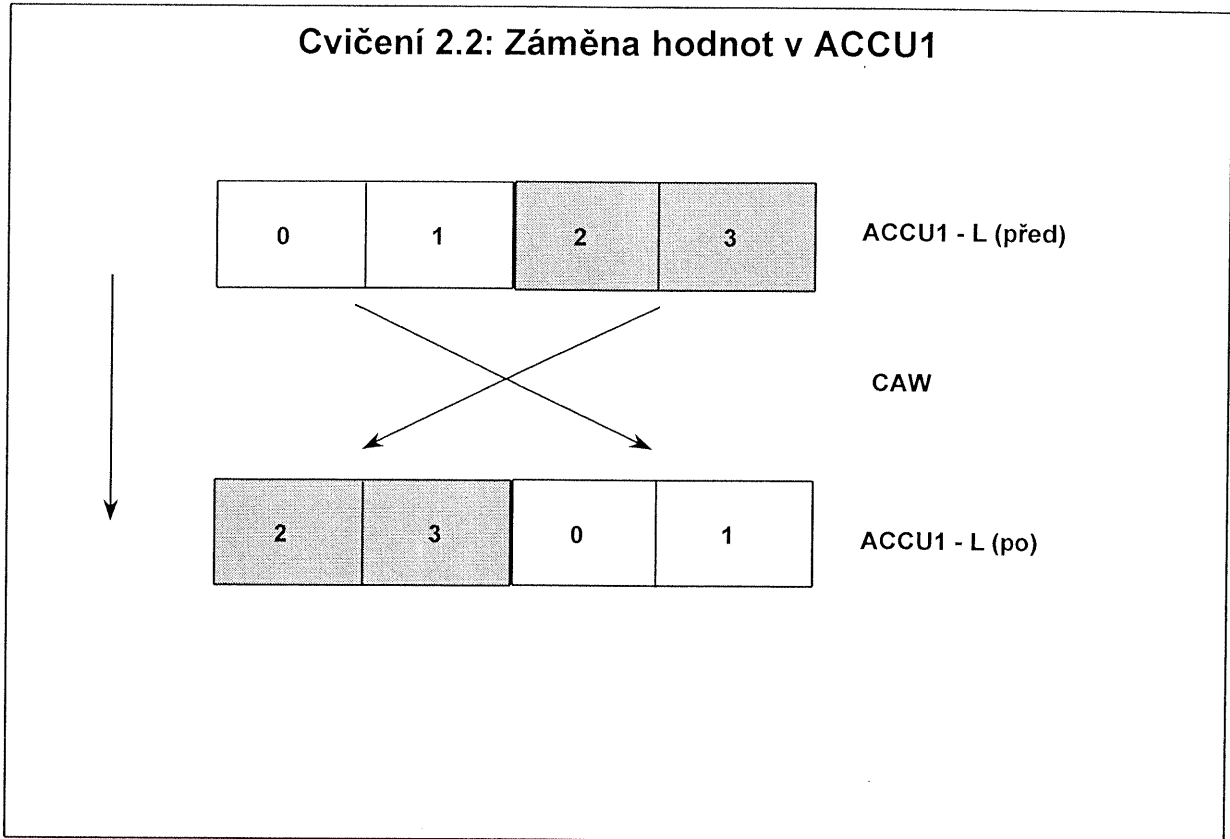 Cvičení 2.2: Záměna hodnot v ACCU1
0 1 2 3 ACCU1 - L (před)
CAW
2 3 0 1 ACCU1 - L (po)